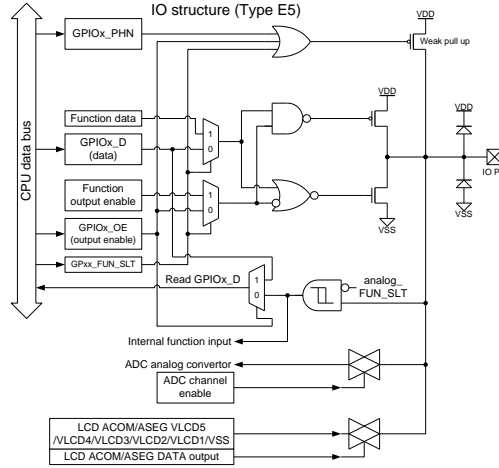 IO structure (Type E5)
VDD
GPIOx_PHN
Weak pull up
CPU data bus
Function data
1
0
GPIOx_D
(data)
VDD
VDD
Function
output enable
1
0
GPIOx_OE
(output enable)
VSS
VSS
GPxx_FUN_SLT
Read GPIOx_D
1
0
analog_
FUN_SLT
Internal function input
ADC analog convertor
ADC channel
enable
LCD ACOM/ASEG VLCD5
/VLCD4/VLCD3/VLCD2/VLCD1/VSS
LCD ACOM/ASEG DATA output